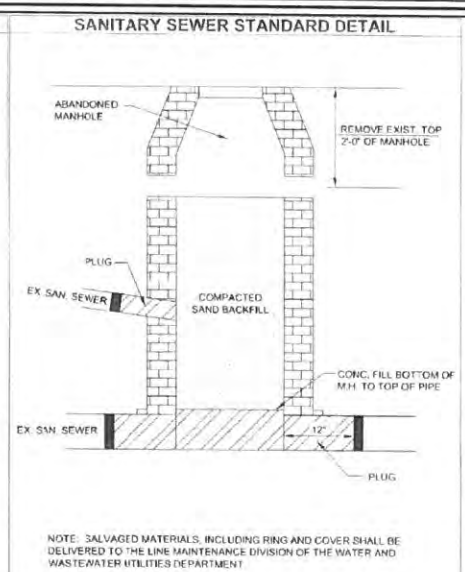 SANITARY SEWER STANDARD DETAIL
ABANDONED
MANHOLE
REMOVE EXIST. TOP
2'-0" OF MANHOLE
PLUG
EX. SAN. SEWER
COMPACTED
SAND BACKFILL
CONC. FILL BOTTOM OF
M.H. TO TOP OF PIPE
EX. SAN. SEWER
12"
PLUG
NOTE: SALVAGED MATERIALS, INCLUDING RING AND COVER SHALL BE
DELIVERED TO THE LINE MAINTENANCE DIVISION OF THE WATER AND
WASTEWATER UTILITIES DEPARTMENT